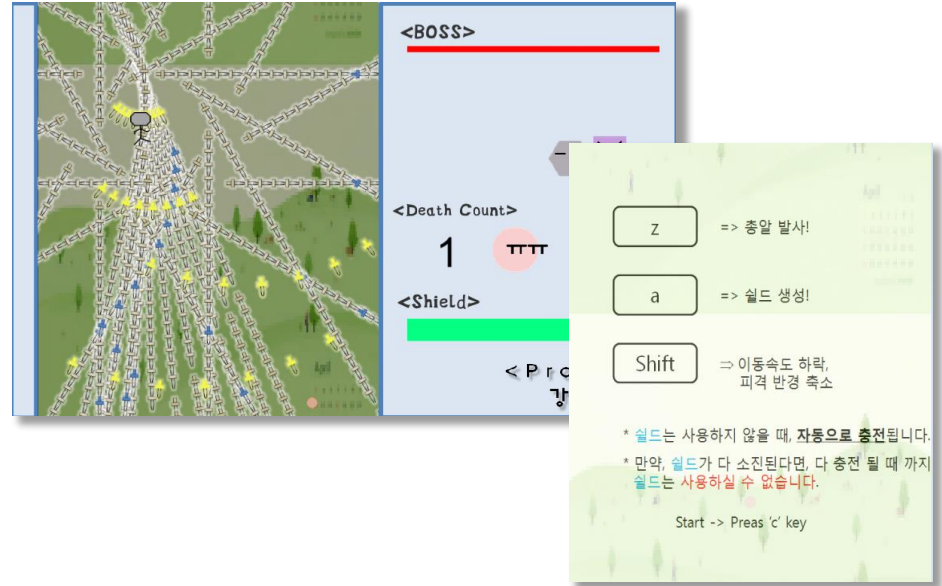 <BOSS>
<Death Count>
1
ㅠㅠ
<Shield>
z
=> 총알 발사!
a
=> 쉴드 생성!
Shift
⇒ 이동속도 하락,
피격 반경 축소
* 쉴드는 사용하지 않을 때, 자동으로 충전됩니다.
* 만약, 쉴드가 다 소진된다면, 다 충전 될 때 까지
쉴드는 사용하실 수 없습니다.
Start -> Preas 'c' key
April
April